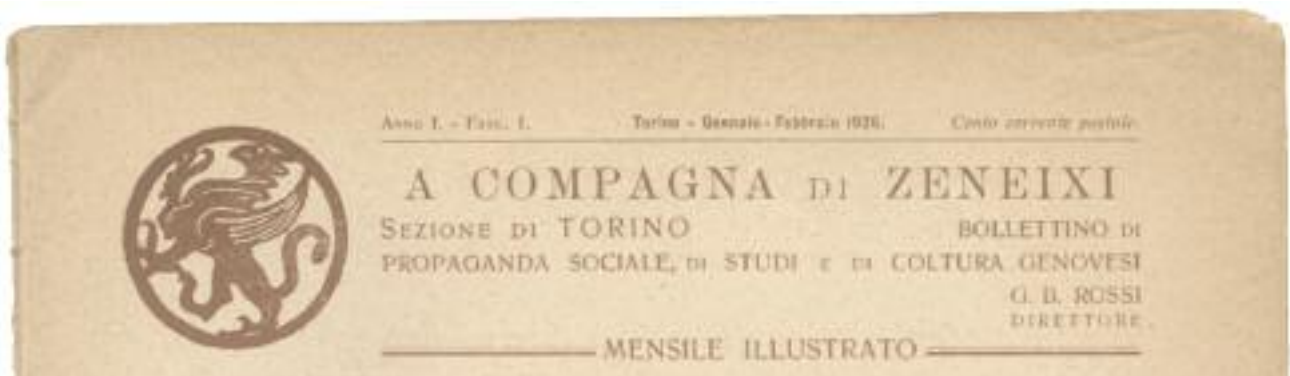 Anno I. - Fasc. I. Torino - Gennaio - Febbraio 1926. Conto corrente postale.
A COMPAGNA DI ZENEIXI
SEZIONE DI TORINO BOLLETTINO DI
PROPAGANDA SOCIALE, DI STUDI E DI COLTURA GENOVESI
G. B. ROSSI
DIRETTORE
MENSILE ILLUSTRATO